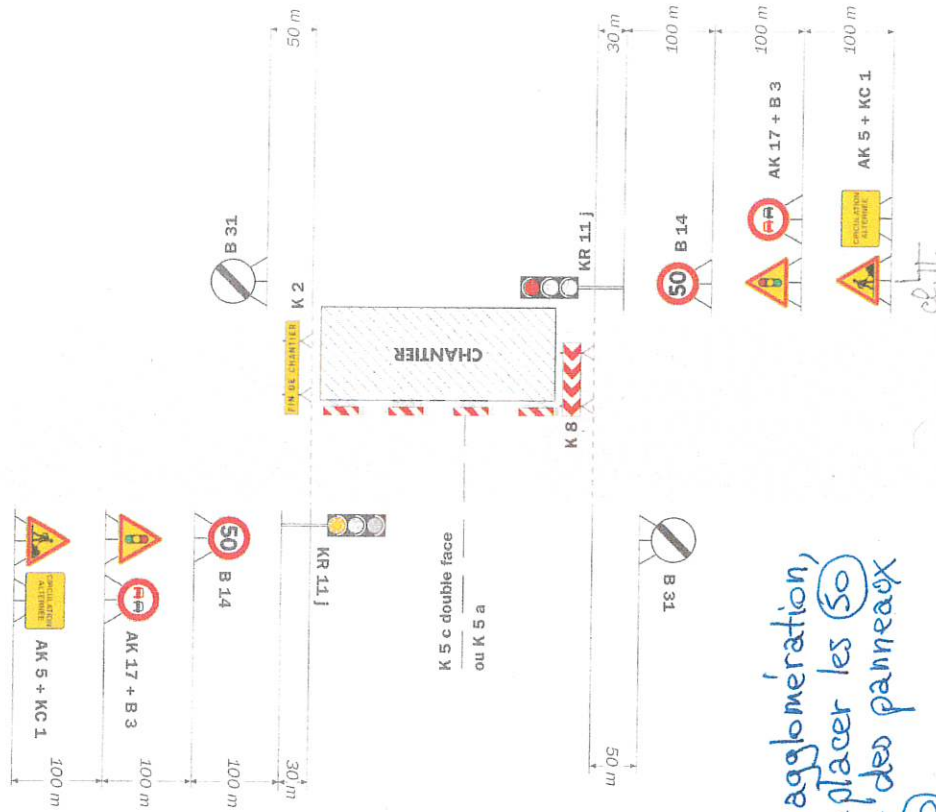 50 m
30 m
100 m
100 m
100 m
B 31
FIN DE CHANTIER
K 2
CHANTIER
KR 11 j
50
B 14
AK 17 + B 3
CIRCULATION ALTERNÉE
AK 5 + KC 1
K 8
K 5 c double face
ou K 5 a
CIRCULATION ALTERNÉE
AK 5 + KC 1
AK 17 + B 3
50
B 14
KR 11 j
B 31
100 m
100 m
100 m
30 m
50 m
agglomération,
placer les 50
des panneaux